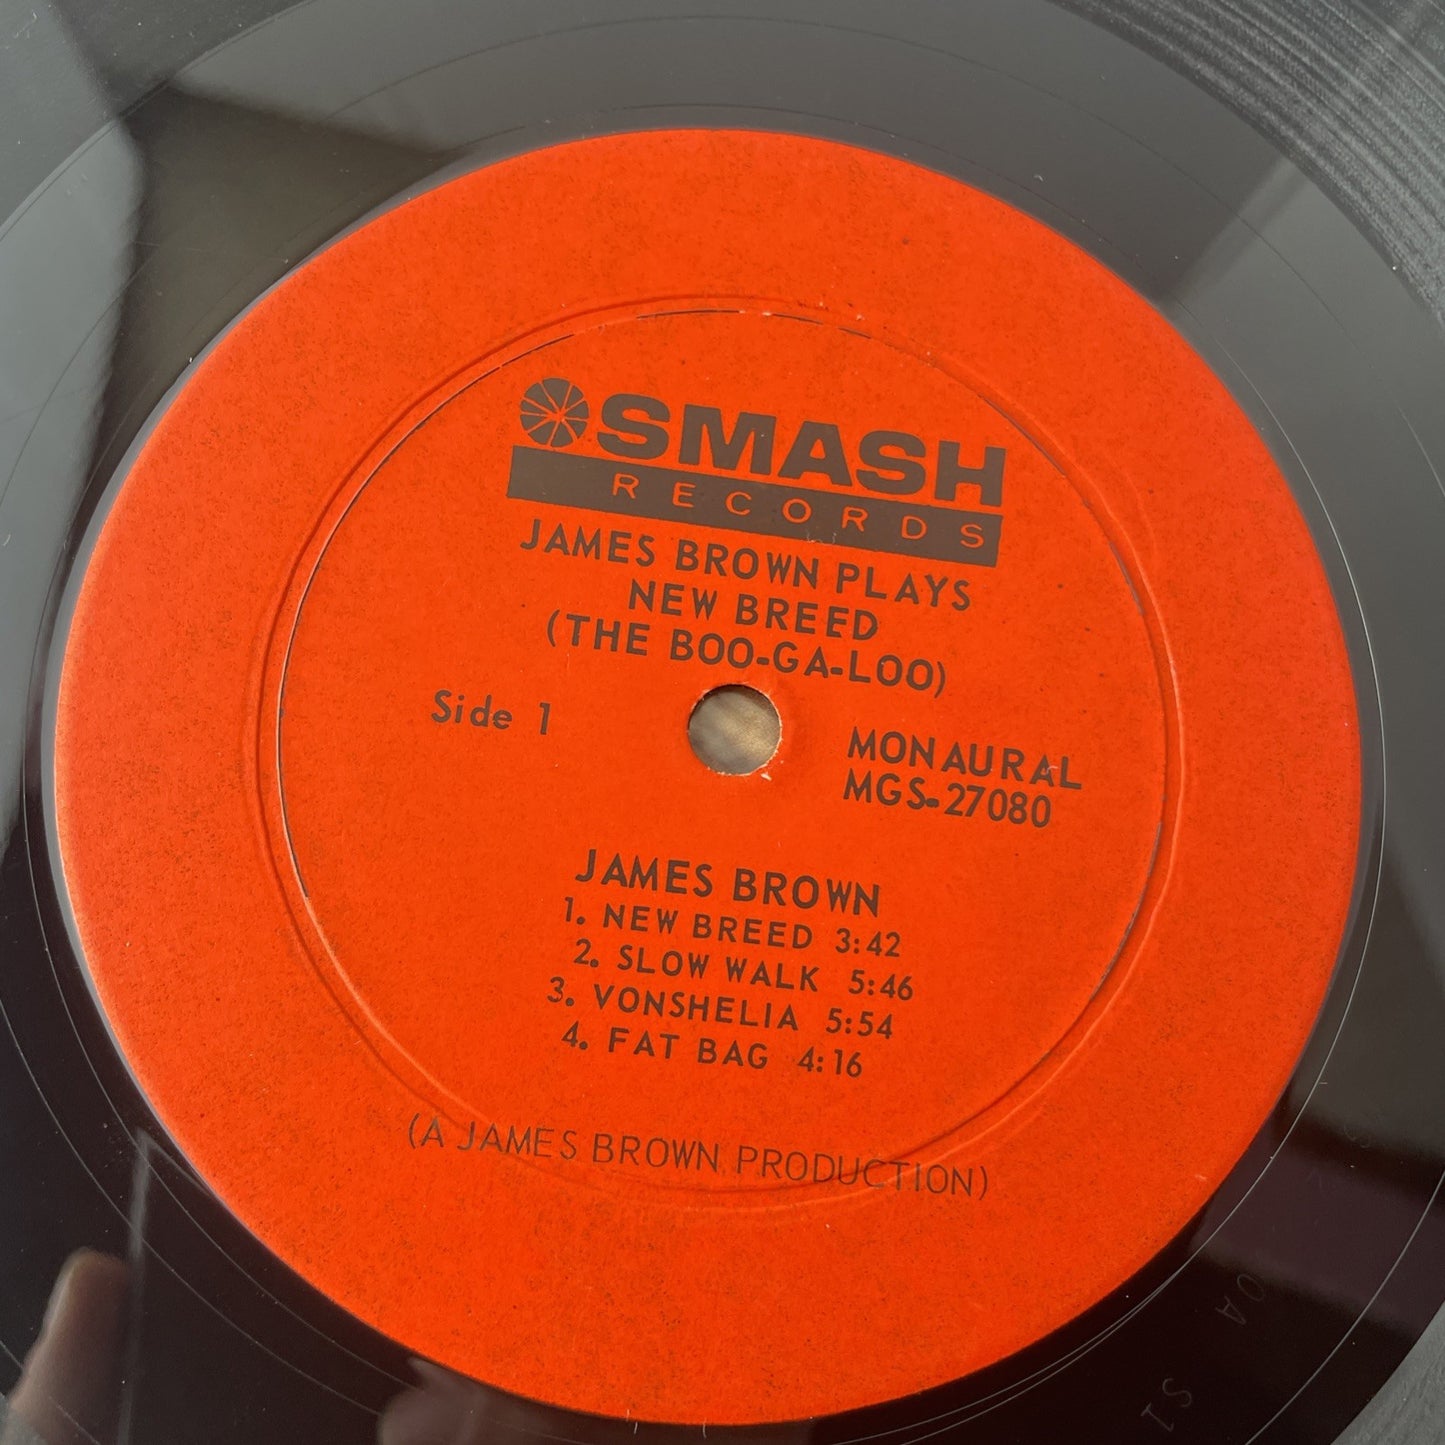 SMASH
RECORDS
JAMES BROWN PLAYS
NEW BREED
(THE BOO-GA-LOO)
Side 1
MONAURAL
MGS-27080
JAMES BROWN
1. NEW BREED 3:42
2. SLOW WALK 5:46
3. VONSHELIA 5:54
4. FAT BAG 4:16
(A JAMES BROWN PRODUCTION)
0A S1